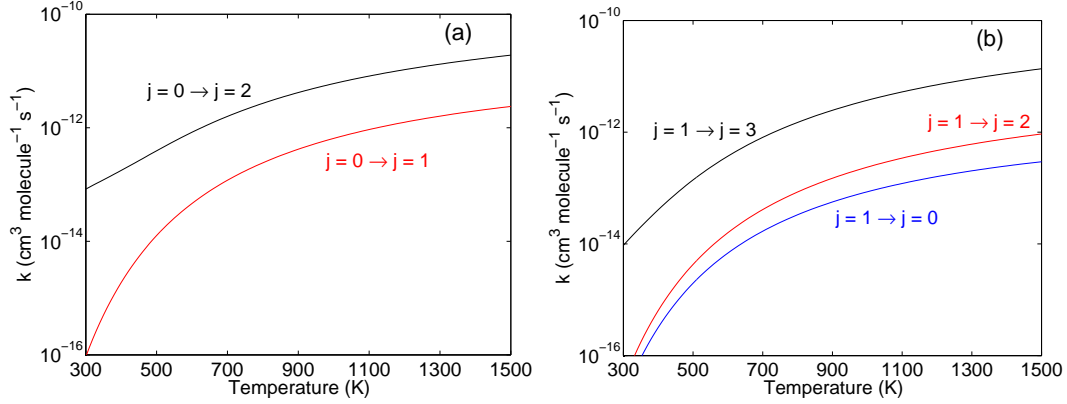 (a)
k (cm³ molecule⁻¹ s⁻¹)
10⁻¹⁰
10⁻¹²
10⁻¹⁴
10⁻¹⁶
j = 0 → j = 2
j = 0 → j = 1
300 500 700 900 1100 1300 1500
Temperature (K)
(b)
k (cm³ molecule⁻¹ s⁻¹)
10⁻¹⁰
10⁻¹²
10⁻¹⁴
10⁻¹⁶
j = 1 → j = 3
j = 1 → j = 2
j = 1 → j = 0
300 500 700 900 1100 1300 1500
Temperature (K)